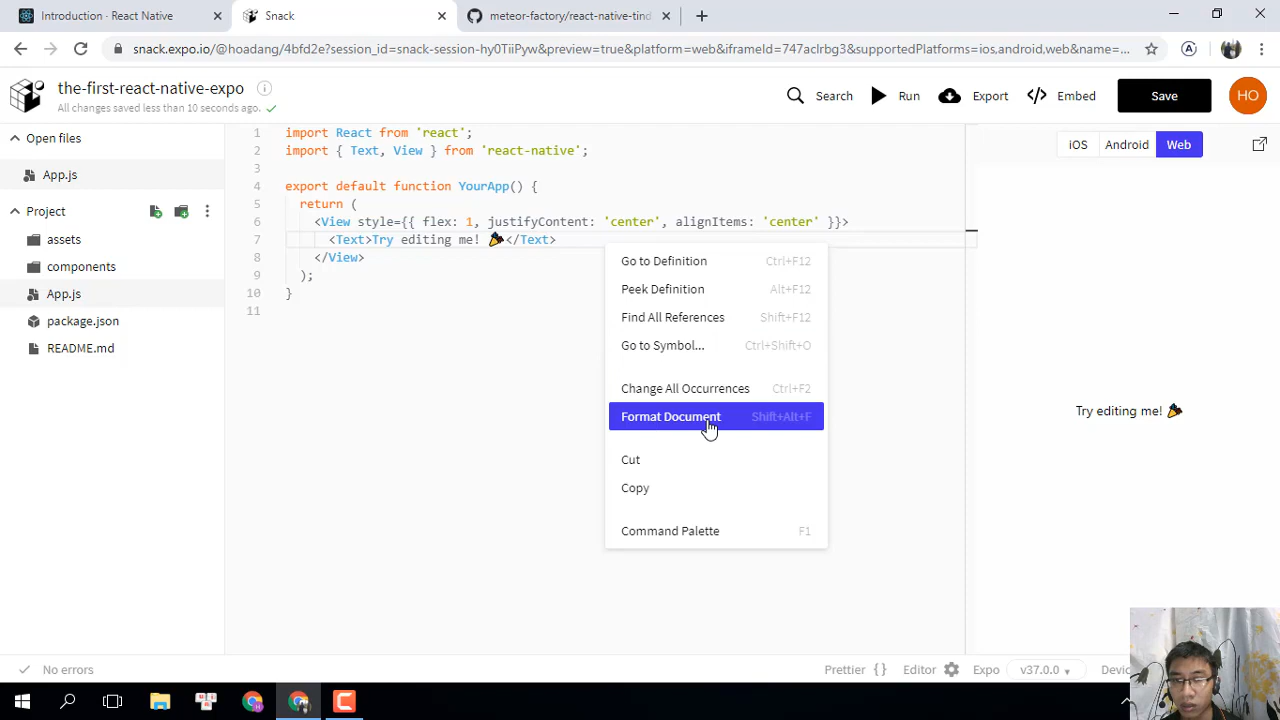 Introduction · React Native
Snack
meteor-factory/react-native-tind
snack.expo.io/@hoadang/4bfd2e?session_id=snack-session-hy0TiiPyw&preview=true&platform=web&iframeId=747aclrbg3&supportedPlatforms=ios,android,web&name=...
the-first-react-native-expo
All changes saved less than 10 seconds ago.
Search
Run
Export
Embed
Save
HO
Open files
App.js
Project
assets
components
App.js
package.json
README.md
1 import React from 'react';
2 import { Text, View } from 'react-native';
3
4 export default function YourApp() {
5 return (
6 <View style={{ flex: 1, justifyContent: 'center', alignItems: 'center' }}>
7 <Text>Try editing me! 🎉</Text>
8 </View>
9 );
10 }
11
Go to Definition Ctrl+F12
Peek Definition Alt+F12
Find All References Shift+F12
Go to Symbol... Ctrl+Shift+O
Change All Occurrences Ctrl+F2
Format Document Shift+Alt+F
Cut
Copy
Command Palette F1
iOS Android Web
Try editing me! 🎉
No errors
Prettier {} Editor Expo v37.0.0 Devic